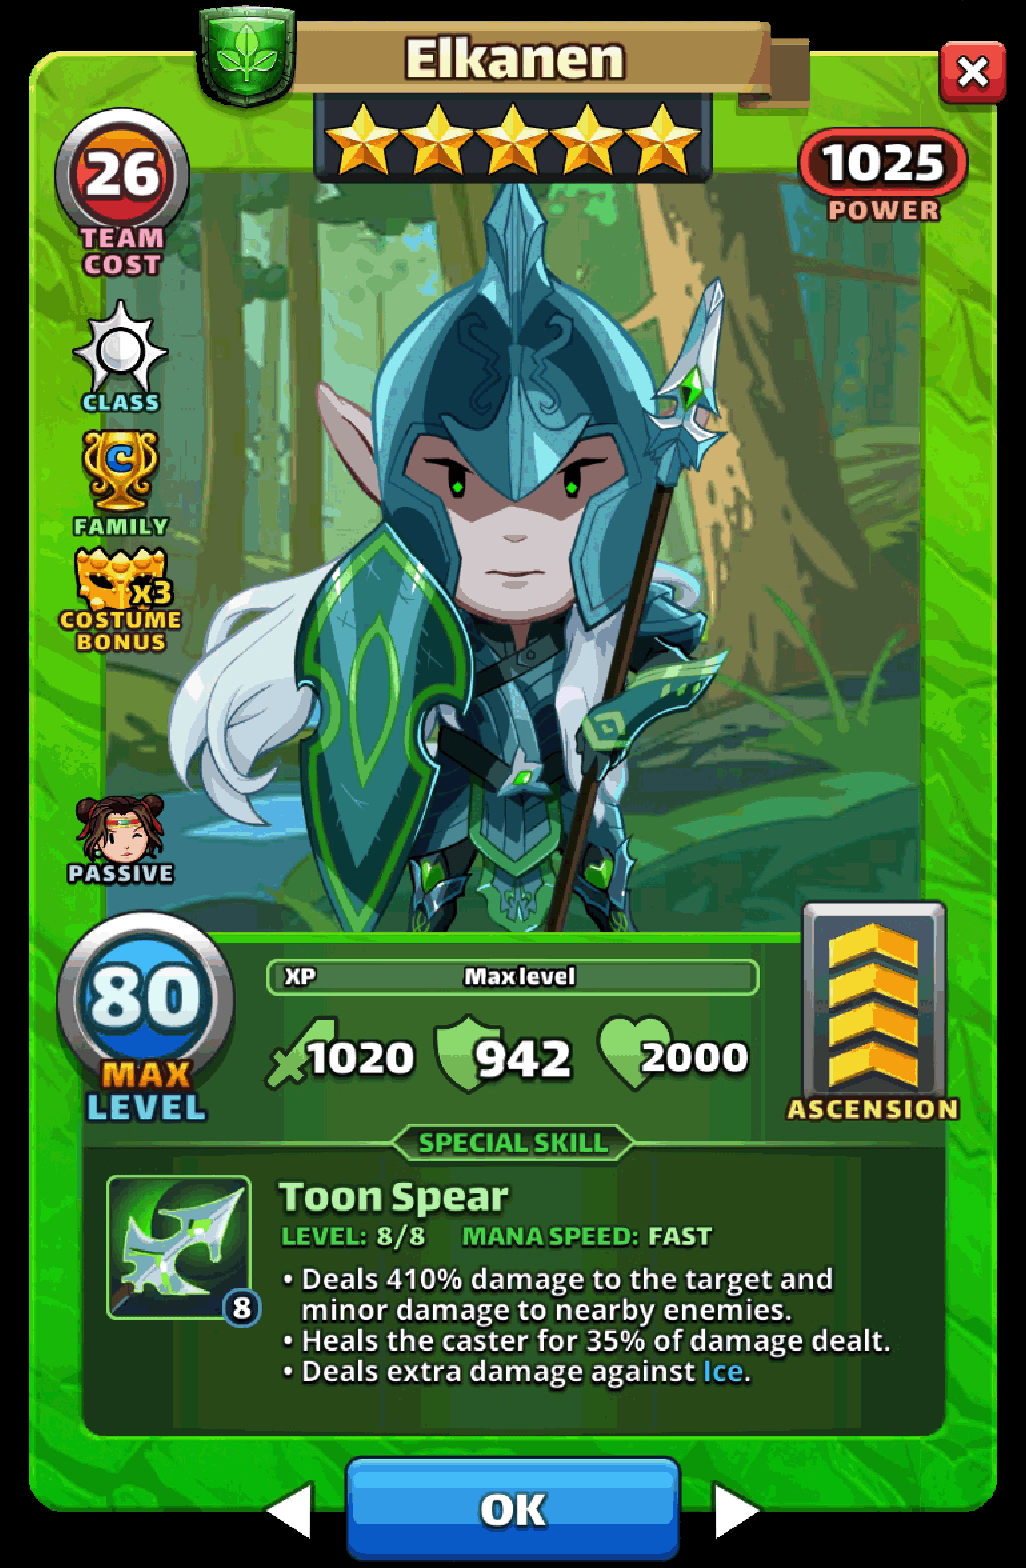 Elkanen
26
TEAM
COST
1025
POWER
CLASS
C
FAMILY
x3
COSTUME
BONUS
PASSIVE
80
MAX
LEVEL
XP Max level
1020 942 2000
ASCENSION
SPECIAL SKILL
Toon Spear
LEVEL: 8/8 MANA SPEED: FAST
8
• Deals 410% damage to the target and
minor damage to nearby enemies.
• Heals the caster for 35% of damage dealt.
• Deals extra damage against Ice.
OK